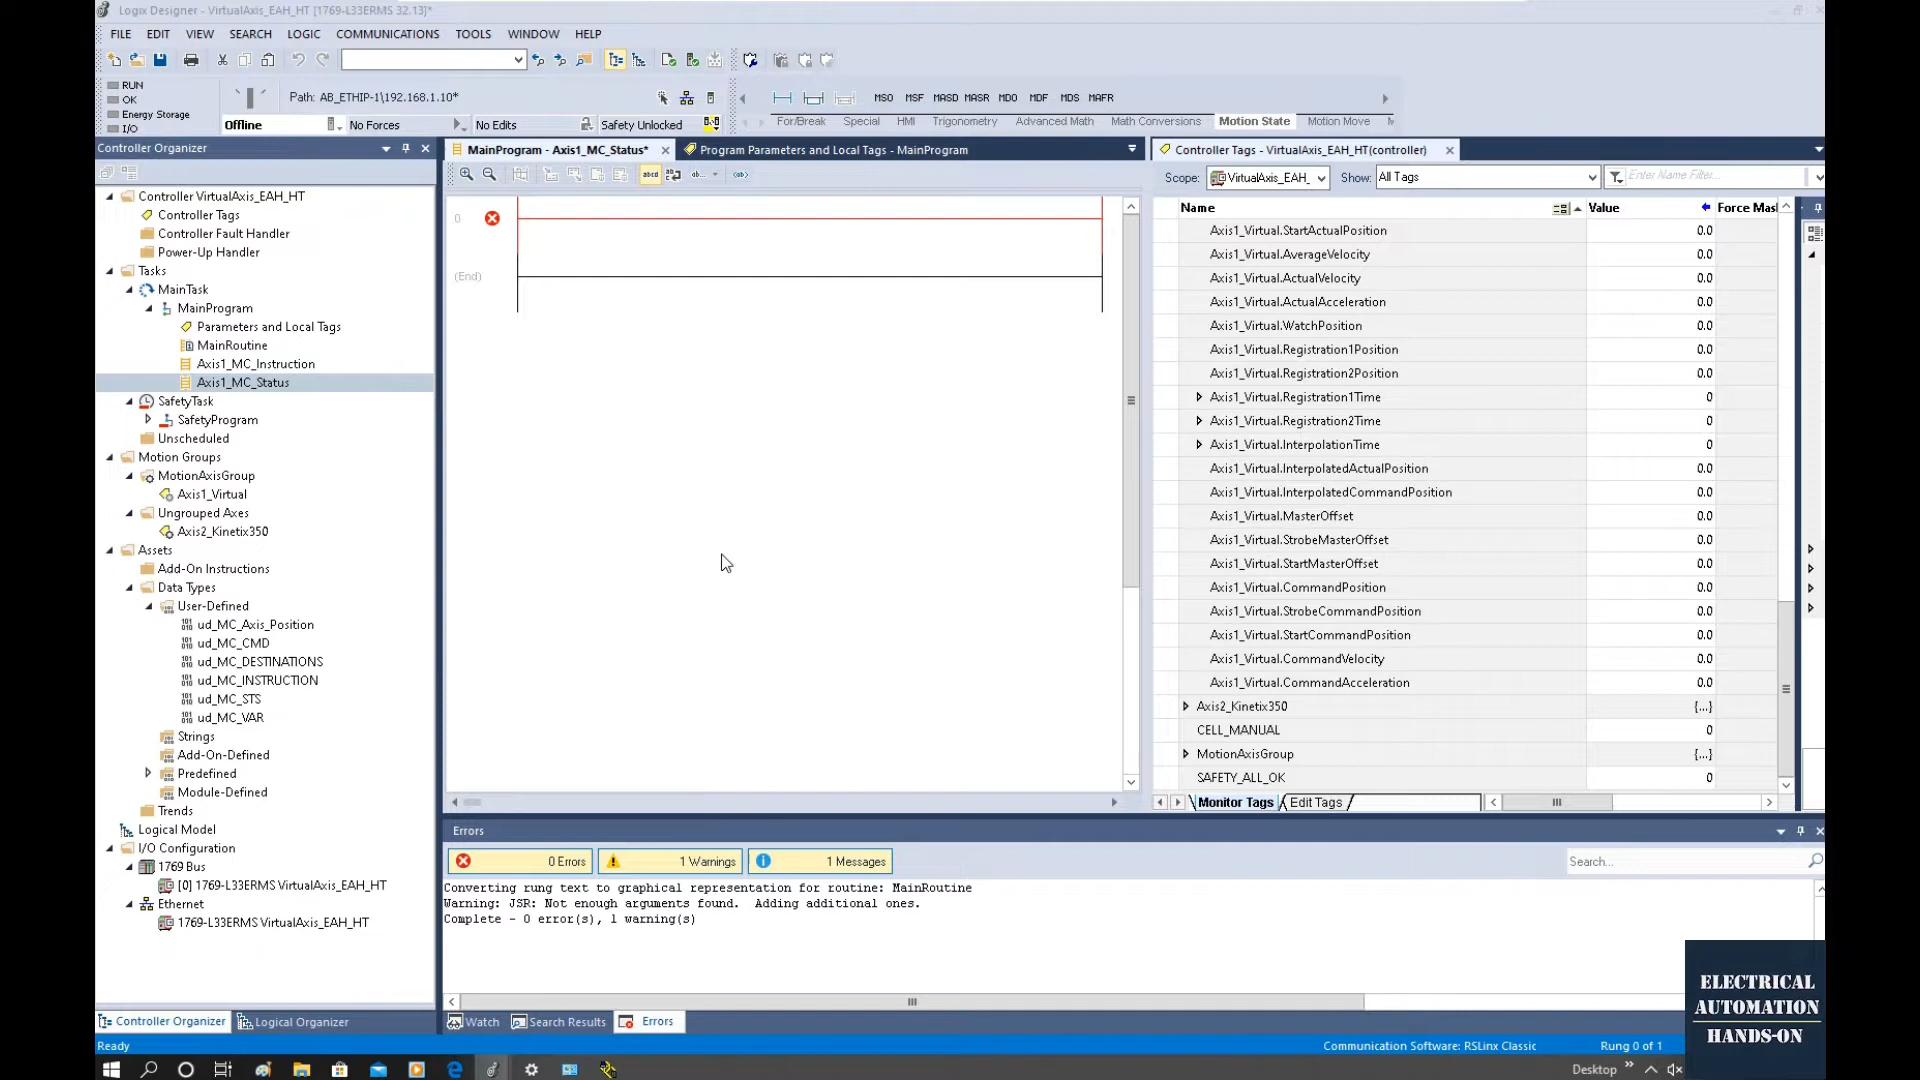 Logix Designer - VirtualAxis_EAH_HT [1769-L33ERMS 32.13]*
FILE EDIT VIEW SEARCH LOGIC COMMUNICATIONS TOOLS WINDOW HELP
RUN
OK
Energy Storage
I/O
Path: AB_ETHIP-1\192.168.1.10*
Offline
No Forces
No Edits
Safety Unlocked
MSO MSF MASD MASR MDO MDF MDS MAFR
For/Break Special HMI Trigonometry Advanced Math Math Conversions Motion State Motion Move
Controller Organizer
Controller VirtualAxis_EAH_HT
Controller Tags
Controller Fault Handler
Power-Up Handler
Tasks
MainTask
MainProgram
Parameters and Local Tags
MainRoutine
Axis1_MC_Instruction
Axis1_MC_Status
SafetyTask
SafetyProgram
Unscheduled
Motion Groups
MotionAxisGroup
Axis1_Virtual
Ungrouped Axes
Axis2_Kinetix350
Assets
Add-On Instructions
Data Types
User-Defined
ud_MC_Axis_Position
ud_MC_CMD
ud_MC_DESTINATIONS
ud_MC_INSTRUCTION
ud_MC_STS
ud_MC_VAR
Strings
Add-On-Defined
Predefined
Module-Defined
Trends
Logical Model
I/O Configuration
1769 Bus
[0] 1769-L33ERMS VirtualAxis_EAH_HT
Ethernet
1769-L33ERMS VirtualAxis_EAH_HT
Controller Organizer Logical Organizer
MainProgram - Axis1_MC_Status* Program Parameters and Local Tags - MainProgram
0
(End)
Controller Tags - VirtualAxis_EAH_HT(controller)
Scope: VirtualAxis_EAH_ Show: All Tags Enter Name Filter...
Name Value Force Mas
Axis1_Virtual.StartActualPosition 0.0
Axis1_Virtual.AverageVelocity 0.0
Axis1_Virtual.ActualVelocity 0.0
Axis1_Virtual.ActualAcceleration 0.0
Axis1_Virtual.WatchPosition 0.0
Axis1_Virtual.Registration1Position 0.0
Axis1_Virtual.Registration2Position 0.0
Axis1_Virtual.Registration1Time 0
Axis1_Virtual.Registration2Time 0
Axis1_Virtual.InterpolationTime 0
Axis1_Virtual.InterpolatedActualPosition 0.0
Axis1_Virtual.InterpolatedCommandPosition 0.0
Axis1_Virtual.MasterOffset 0.0
Axis1_Virtual.StrobeMasterOffset 0.0
Axis1_Virtual.StartMasterOffset 0.0
Axis1_Virtual.CommandPosition 0.0
Axis1_Virtual.StrobeCommandPosition 0.0
Axis1_Virtual.StartCommandPosition 0.0
Axis1_Virtual.CommandVelocity 0.0
Axis1_Virtual.CommandAcceleration 0.0
Axis2_Kinetix350 {...}
CELL_MANUAL 0
MotionAxisGroup {...}
SAFETY_ALL_OK 0
Monitor Tags Edit Tags
Errors
0 Errors 1 Warnings 1 Messages
Search...
Converting rung text to graphical representation for routine: MainRoutine
Warning: JSR: Not enough arguments found. Adding additional ones.
Complete - 0 error(s), 1 warning(s)
Watch Search Results Errors
Ready
Communication Software: RSLinx Classic
Rung 0 of 1
Desktop
ELECTRICAL
AUTOMATION
HANDS-ON